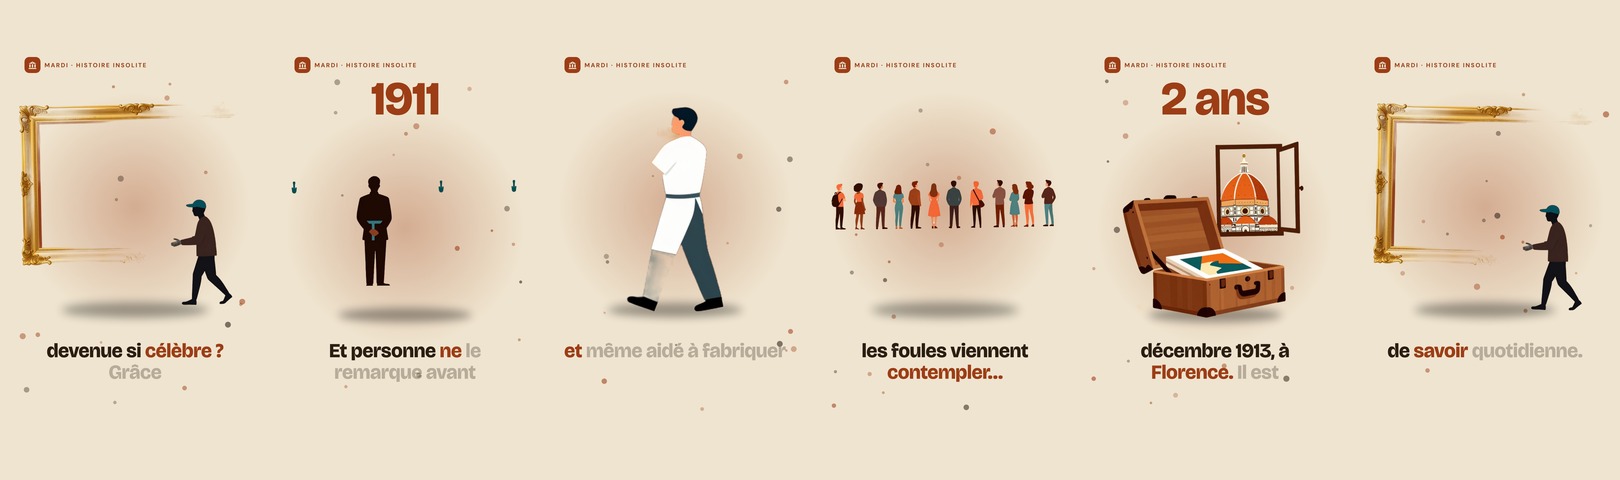 MARDI · HISTOIRE INSOLITE
devenue si célèbre ?
Grâce
MARDI · HISTOIRE INSOLITE
1911
Et personne ne le
remarque avant
MARDI · HISTOIRE INSOLITE
et même aidé à fabriquer
MARDI · HISTOIRE INSOLITE
les foules viennent
contempler...
MARDI · HISTOIRE INSOLITE
2 ans
décembre 1913, à
Florence. Il est
MARDI · HISTOIRE INSOLITE
de savoir quotidienne.